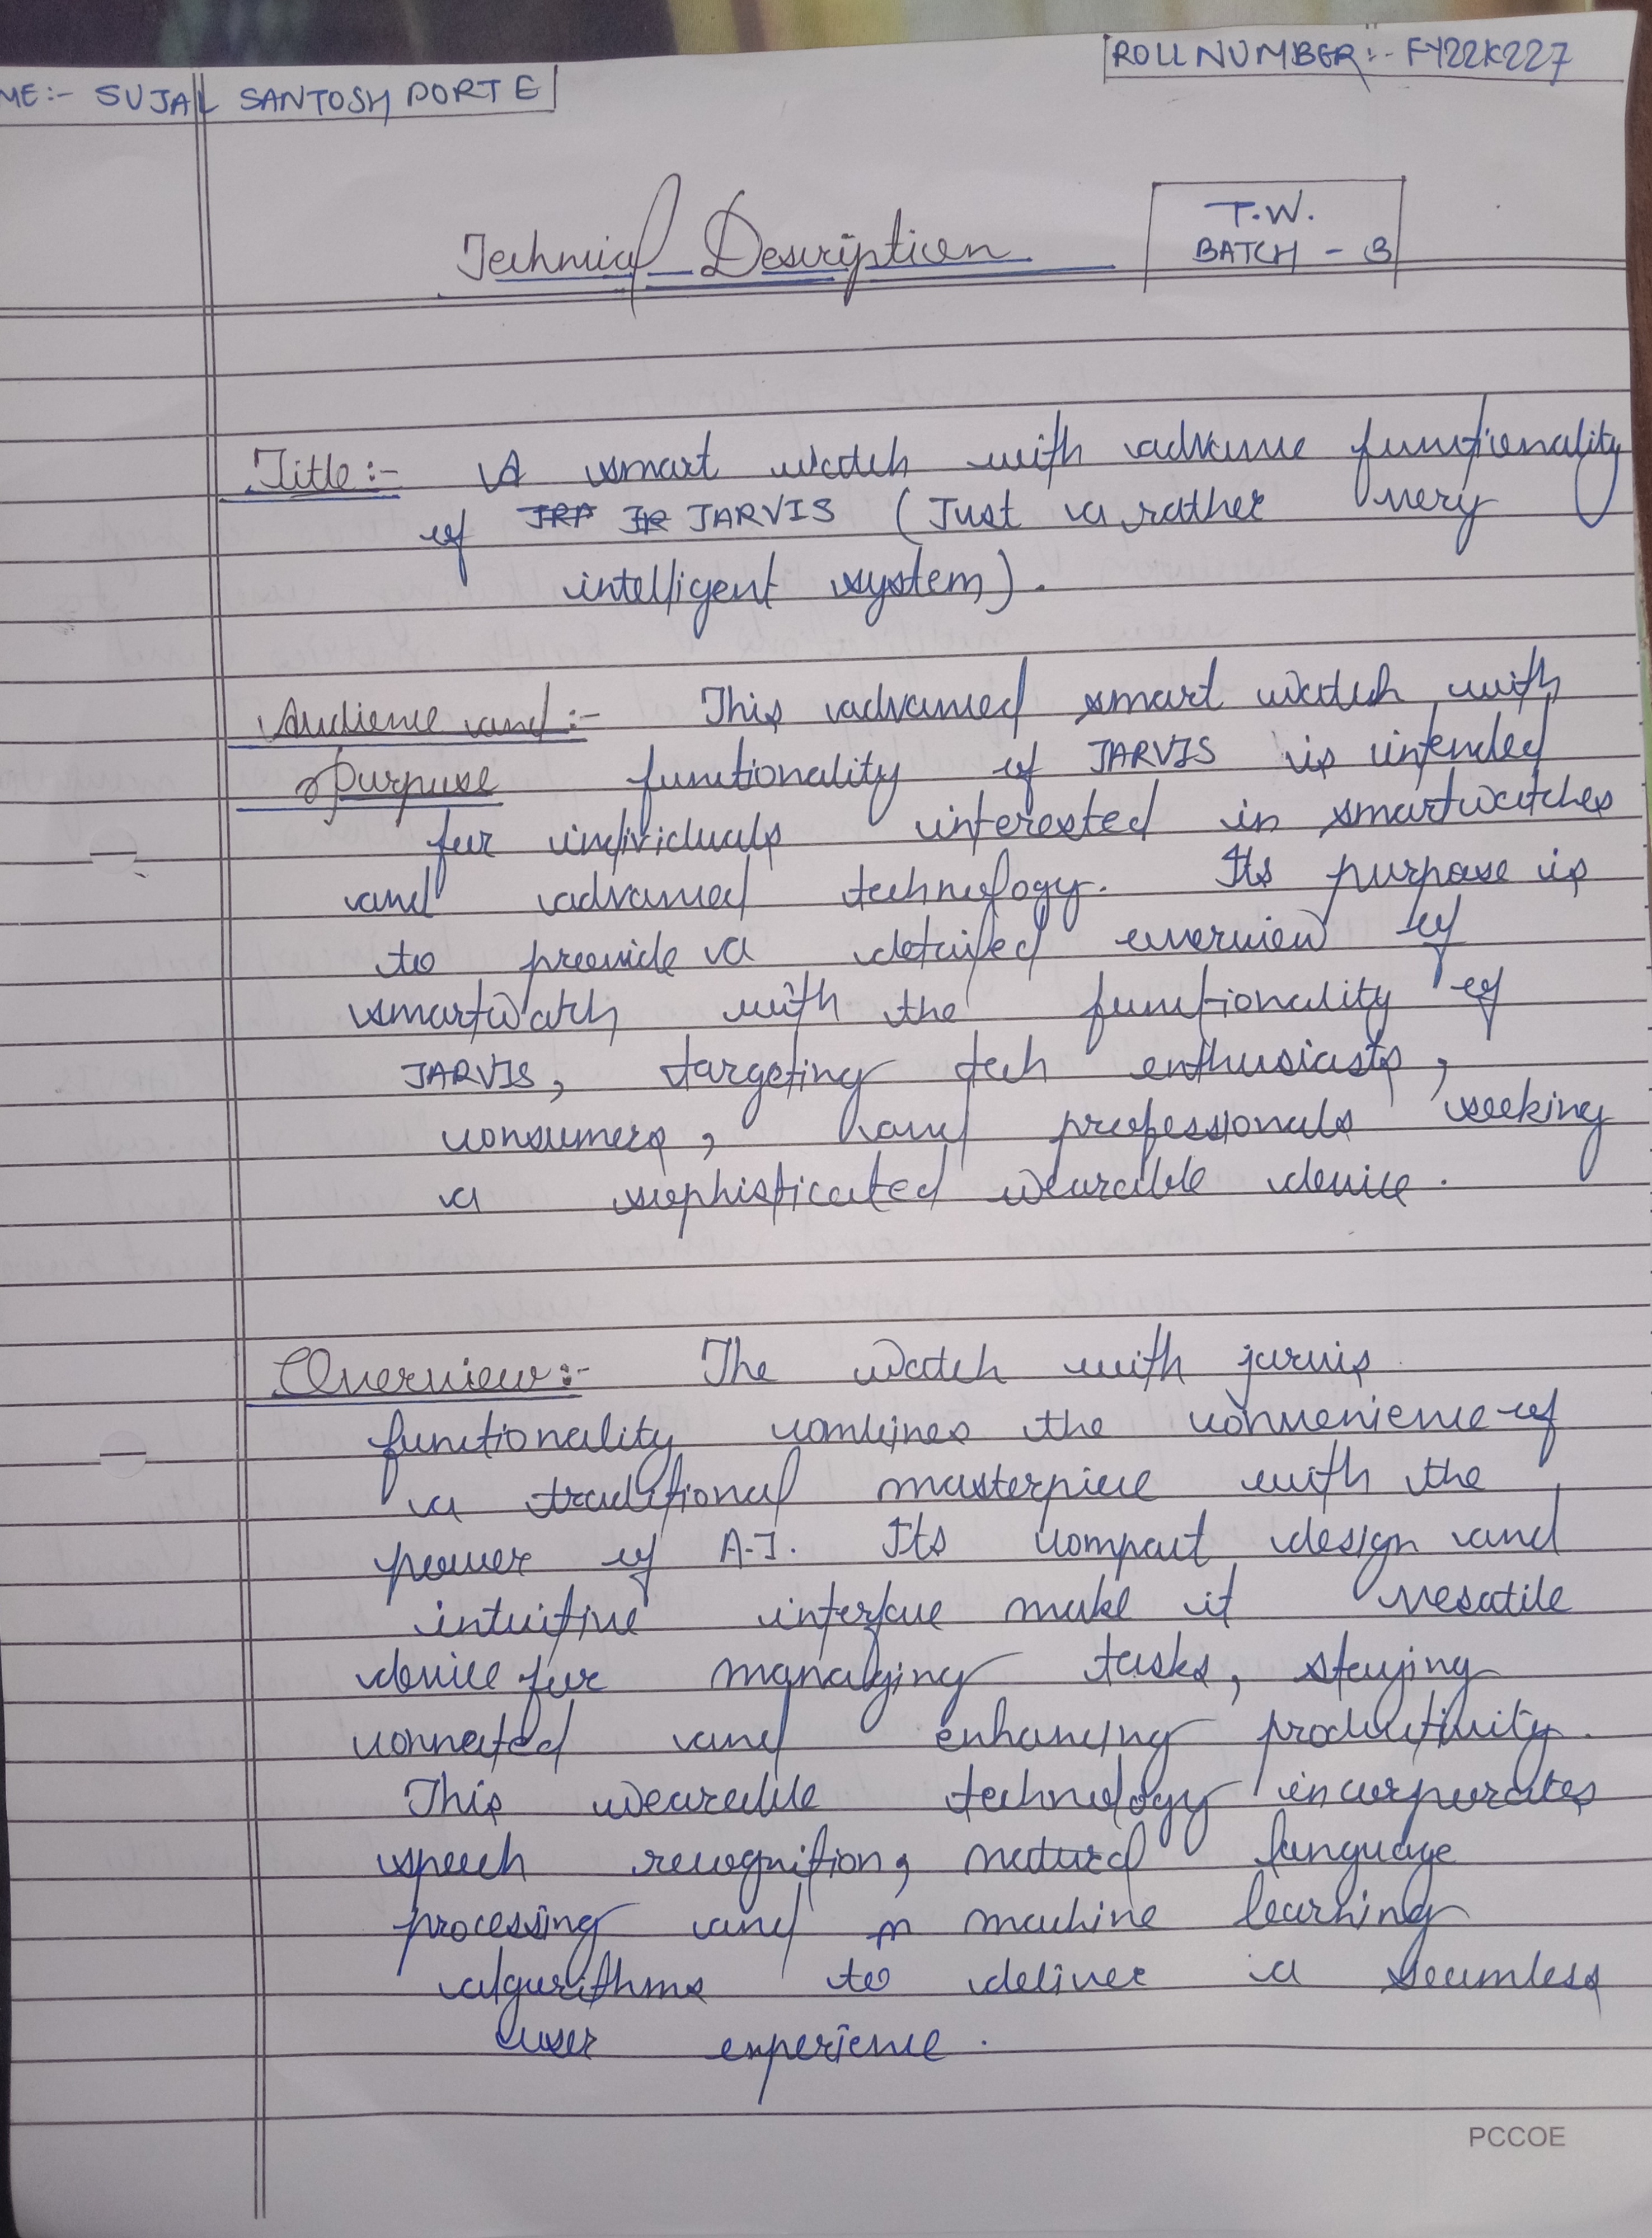 ME:- SUJAL SANTOSH DORTE
ROLL NUMBER:- FY22K227
Technical Description
T.W.
BATCH - B
Title:- A smart watch with advance functionality
of JARVIS (Just a rather very
intelligent system).
Audience and :- This advanced smart watch with
purpose functionality of JARVIS is intended
for individuals interested in smartwatches
and advanced technology. Its purpose is
to provide a detailed overview of
smartwatch with the functionality of
JARVIS, targeting tech enthusiasts,
consumers, and professionals seeking
a sophisticated wearable device.
Overview:- The watch with jarvis
functionality combines the convenience of
a traditional masterpiece with the
power of A.I. Its compact design and
intuitive interface make it vesatile
device for managing tasks, staying
connected and enhancing productivity.
This wearable technology incorporates
speech recognition, natural language
processing and machine learning
algorithms to deliver a seamless
user experience.
PCCOE